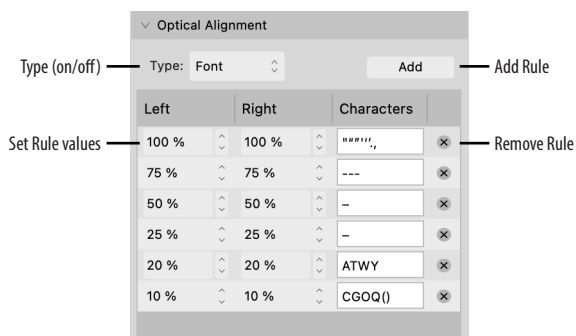 Optical Alignment
Type (on/off) Type: Font Add Add Rule
Left Right Characters
Set Rule values 100 % 100 % "“”'‘’., Remove Rule
75 % 75 % ---
50 % 50 % –
25 % 25 % –
20 % 20 % ATWY
10 % 10 % CGOQ()